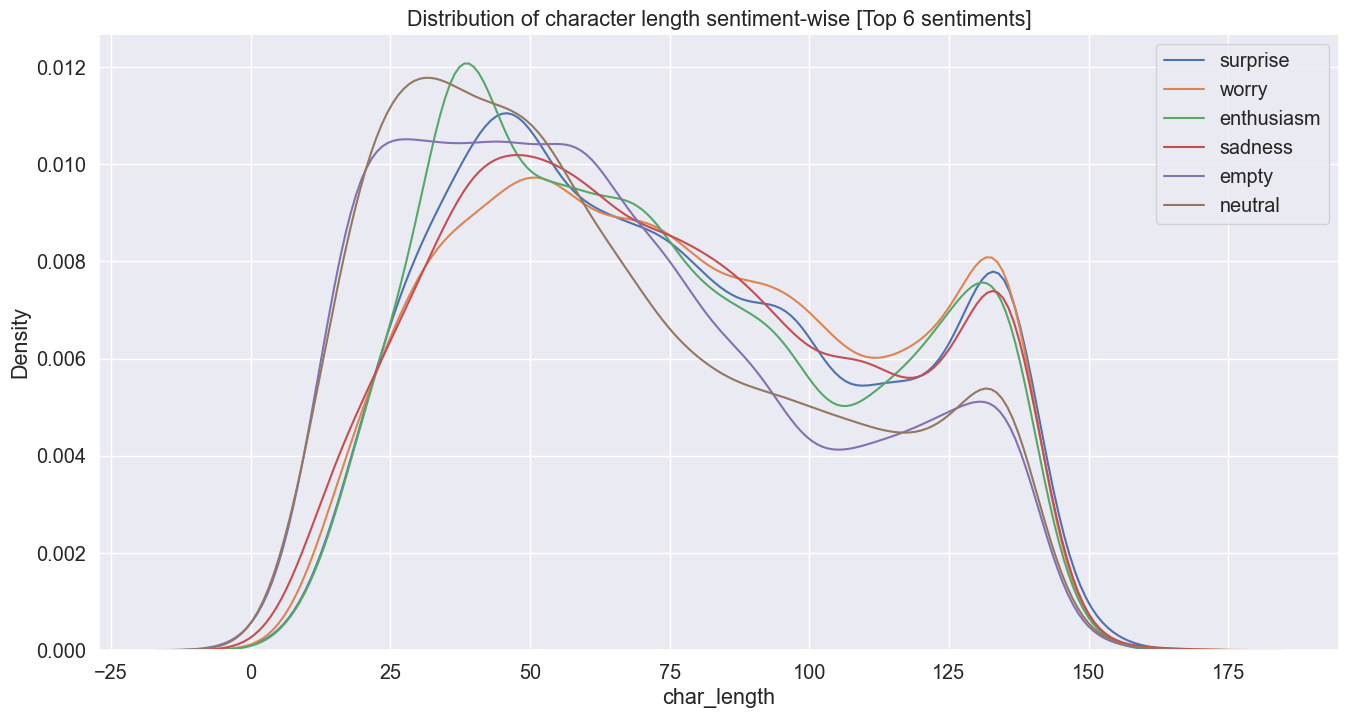 Distribution of character length sentiment-wise [Top 6 sentiments]
surprise
worry
enthusiasm
sadness
empty
neutral
Density
0.012
0.010
0.008
0.006
0.004
0.002
0.000
−25
0
25
50
75
100
125
150
175
char_length